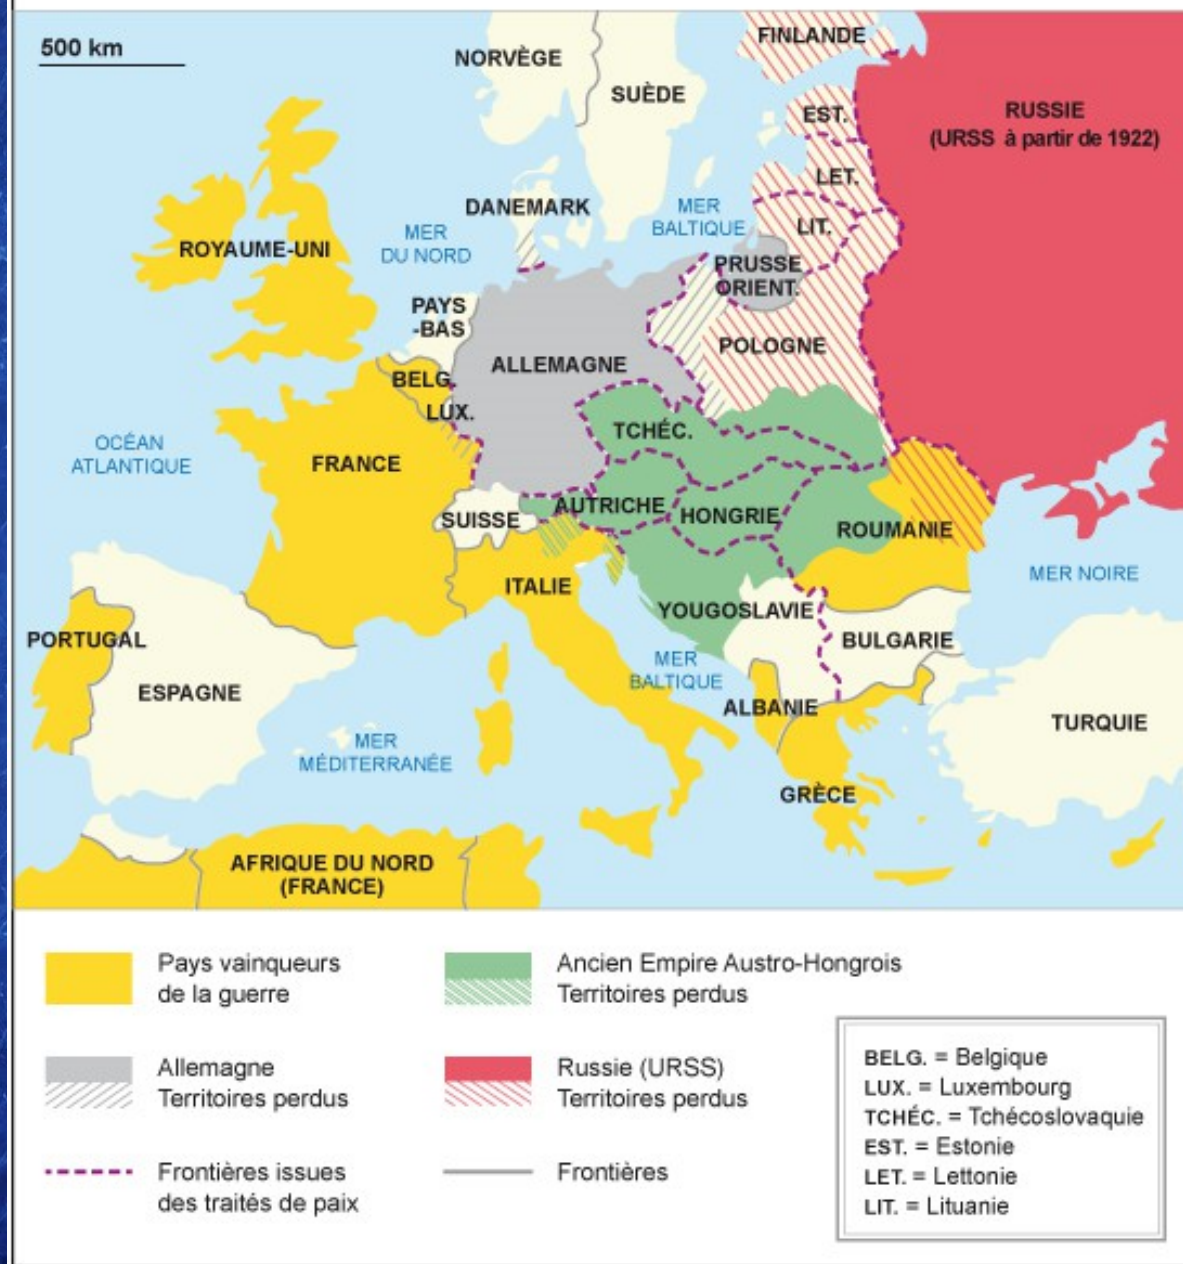 500 km
FINLANDE
NORVÈGE
SUÈDE
RUSSIE
(URSS à partir de 1922)
EST.
LET.
DANEMARK
MER
BALTIQUE
LIT.
MER
DU NORD
ROYAUME-UNI
PRUSSE
ORIENT.
PAYS
-BAS
POLOGNE
ALLEMAGNE
BELG.
LUX.
TCHÉC.
OCÉAN
ATLANTIQUE
FRANCE
AUTRICHE
SUISSE
HONGRIE
ROUMANIE
MER NOIRE
ITALIE
YOUGOSLAVIE
PORTUGAL
BULGARIE
MER
BALTIQUE
ESPAGNE
ALBANIE
TURQUIE
MER
MÉDITERRANÉE
GRÈCE
AFRIQUE DU NORD
(FRANCE)
Pays vainqueurs
de la guerre
Ancien Empire Austro-Hongrois
Territoires perdus
Allemagne
Territoires perdus
Russie (URSS)
Territoires perdus
Frontières issues
des traités de paix
Frontières
BELG. = Belgique
LUX. = Luxembourg
TCHÉC. = Tchécoslovaquie
EST. = Estonie
LET. = Lettonie
LIT. = Lituanie